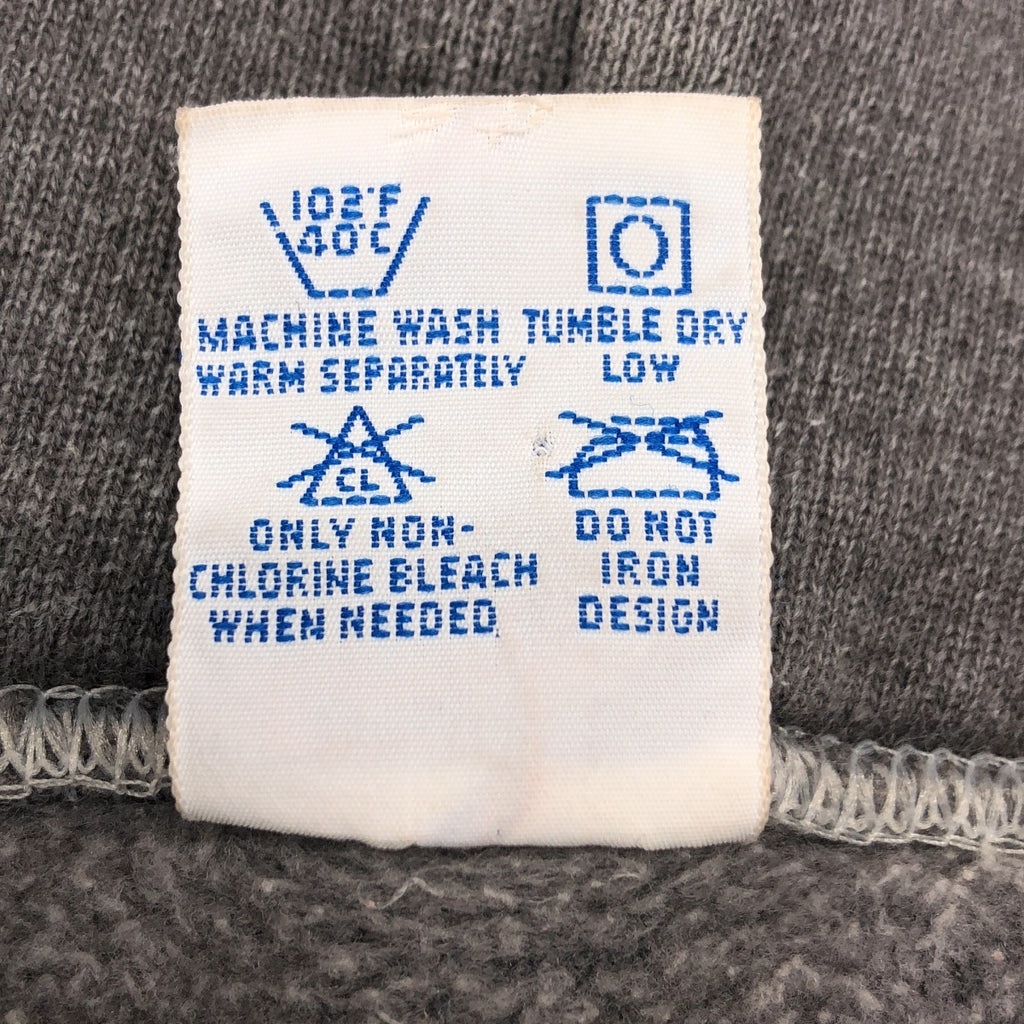 102°F
40°C
MACHINE WASH
WARM SEPARATELY
TUMBLE DRY
LOW
CL
ONLY NON-
CHLORINE BLEACH
WHEN NEEDED.
DO NOT
IRON
DESIGN